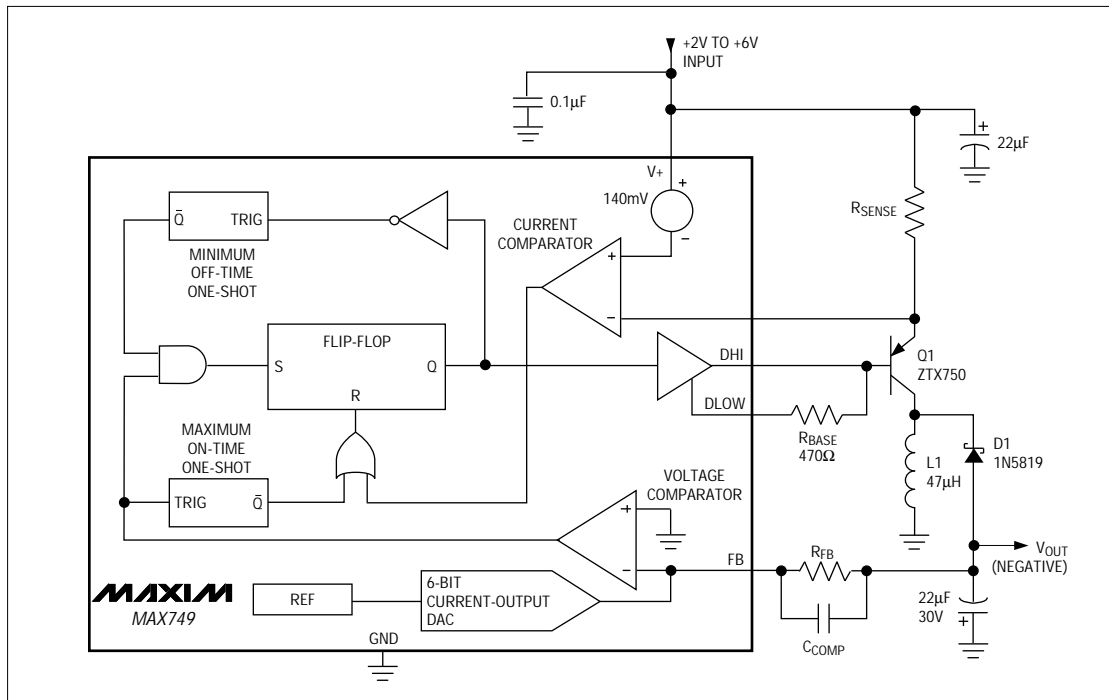 +2V TO +6V
INPUT
0.1µF
22µF
V+
+
140mV
−
RSENSE
Q̄
TRIG
MINIMUM
OFF-TIME
ONE-SHOT
CURRENT
COMPARATOR
+
−
FLIP-FLOP
S
Q
R
DHI
DLOW
Q1
ZTX750
RBASE
470Ω
MAXIMUM
ON-TIME
ONE-SHOT
TRIG
Q̄
VOLTAGE
COMPARATOR
+
−
L1
47µH
D1
1N5819
FB
RFB
CCOMP
VOUT
(NEGATIVE)
22µF
30V
+
MAXIM
MAX749
REF
6-BIT
CURRENT-OUTPUT
DAC
GND
+